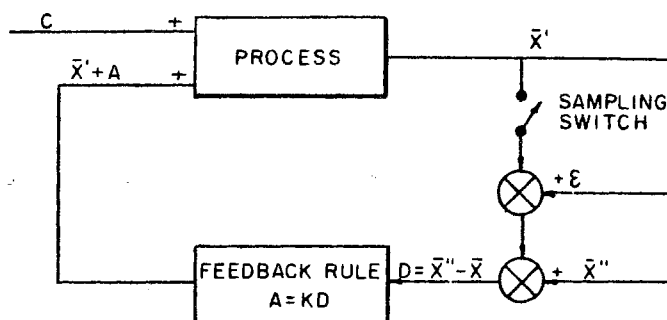 C
+
PROCESS
X̄'
X̄'+A
+
SAMPLING
SWITCH
+ Ɛ
FEEDBACK RULE
A=KD
D=X̄"-X̄
+
X̄"